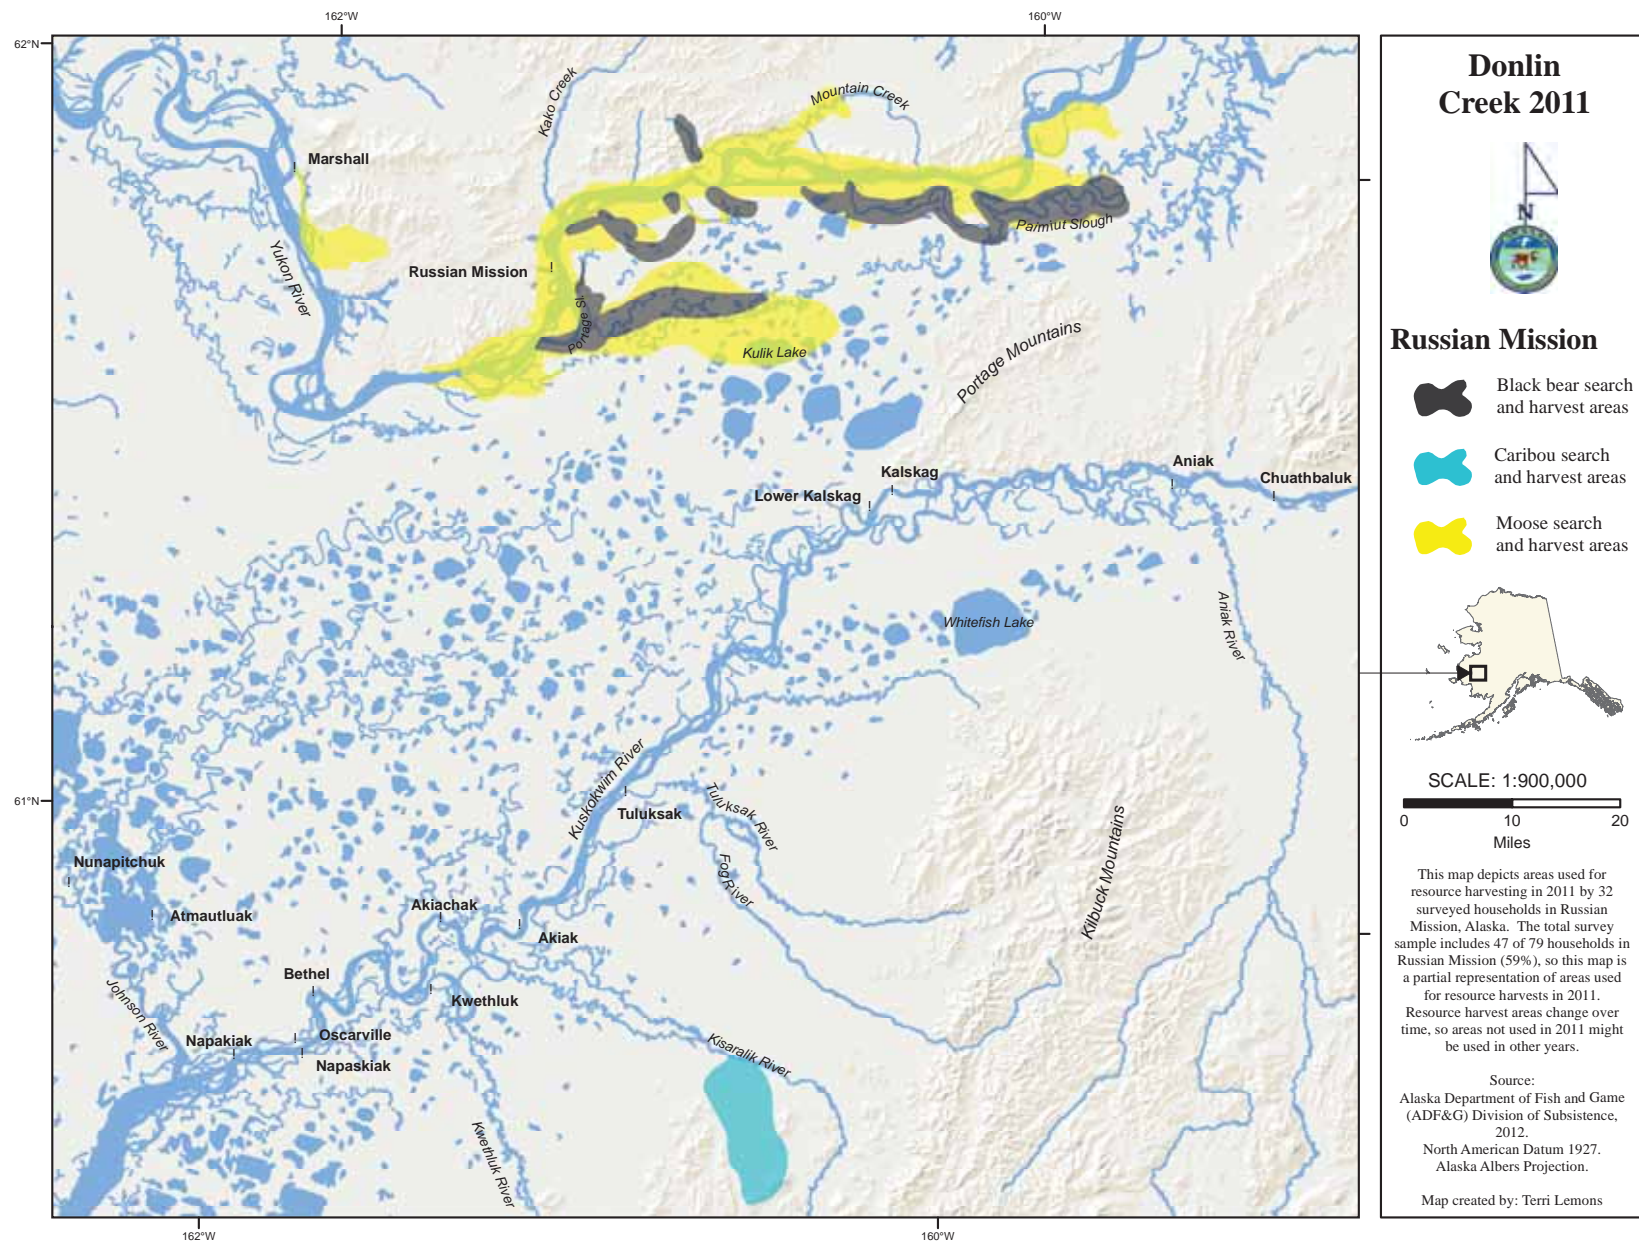 162°W
160°W
62°N
Kako Creek
Mountain Creek
Marshall
Yukon River
Russian Mission
Portage Sl.
Paimiut Slough
Kulik Lake
Portage Mountains
Kalskag
Lower Kalskag
Aniak
Chuathbaluk
Whitefish Lake
Aniak River
Kuskokwim River
61°N
Tuluksak
Tuluksak River
Fog River
Kilbuck Mountains
Nunapitchuk
Atmautluak
Akiachak
Akiak
Bethel
Kwethluk
Johnson River
Napakiak
Oscarville
Napaskiak
Kisaralik River
Kwethluk River
162°W
160°W
Donlin
Creek 2011
N
Russian Mission
Black bear search
and harvest areas
Caribou search
and harvest areas
Moose search
and harvest areas
SCALE: 1:900,000
0 10 20
Miles
This map depicts areas used for
resource harvesting in 2011 by 32
surveyed households in Russian
Mission, Alaska. The total survey
sample includes 47 of 79 households in
Russian Mission (59%), so this map is
a partial representation of areas used
for resource harvests in 2011.
Resource harvest areas change over
time, so areas not used in 2011 might
be used in other years.
Source:
Alaska Department of Fish and Game
(ADF&G) Division of Subsistence,
2012.
North American Datum 1927.
Alaska Albers Projection.
Map created by: Terri Lemons